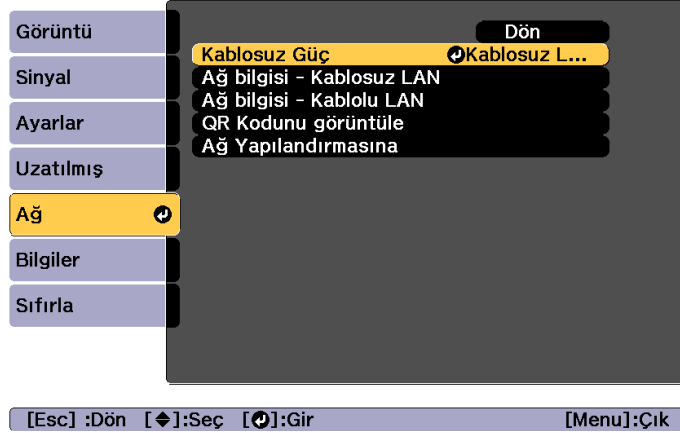 Görüntü
Sinyal
Ayarlar
Uzatılmış
Ağ
Bilgiler
Sıfırla
Dön
Kablosuz Güç Kablosuz L...
Ağ bilgisi - Kablosuz LAN
Ağ bilgisi - Kablolu LAN
QR Kodunu görüntüle
Ağ Yapılandırmasına
[Esc] :Dön [◆]:Seç [⏎]:Gir [Menu]:Çık